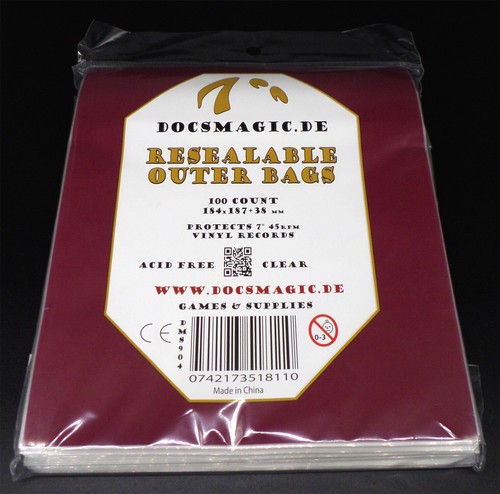 7"
DOCSMAGIC.DE
RESEALABLE
OUTER BAGS
100 COUNT
184x187+38 MM
PROTECTS 7" 45RPM
VINYL RECORDS
ACID FREE CLEAR
WWW.DOCSMAGIC.DE
GAMES & SUPPLIES
CE
DMS904
0-3
0742173518110
Made in China